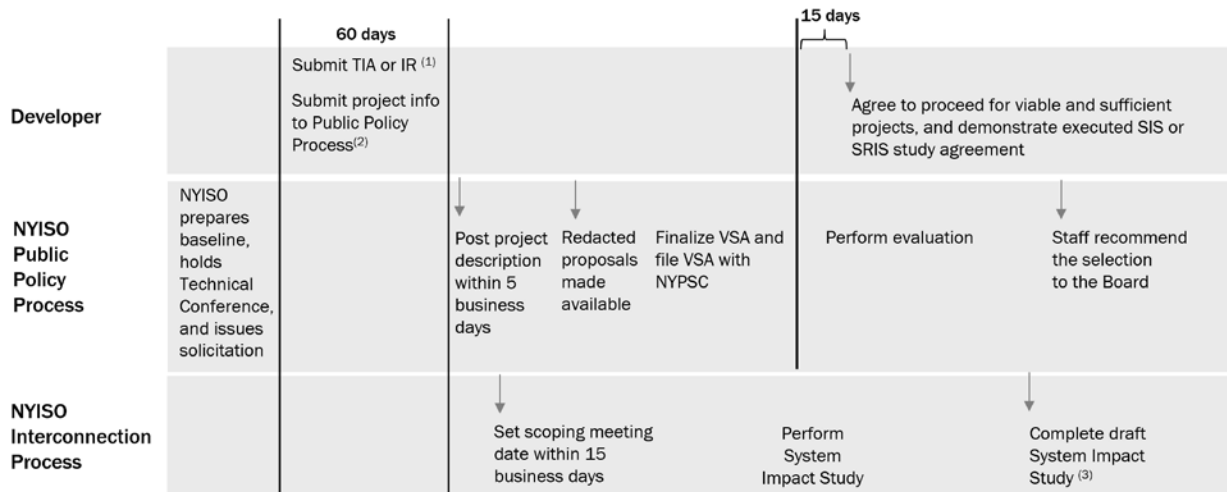 60 days
15 days
Developer
Submit TIA or IR (1)
Submit project info
to Public Policy
Process(2)
Agree to proceed for viable and sufficient
projects, and demonstrate executed SIS or
SRIS study agreement
NYISO
Public
Policy
Process
NYISO
prepares
baseline,
holds
Technical
Conference,
and issues
solicitation
Post project
description
within 5
business
days
Redacted
proposals
made
available
Finalize VSA and
file VSA with
NYPSC
Perform evaluation
Staff recommend
the selection
to the Board
NYISO
Interconnection
Process
Set scoping meeting
date within 15
business days
Perform
System
Impact Study
Complete draft
System Impact
Study (3)